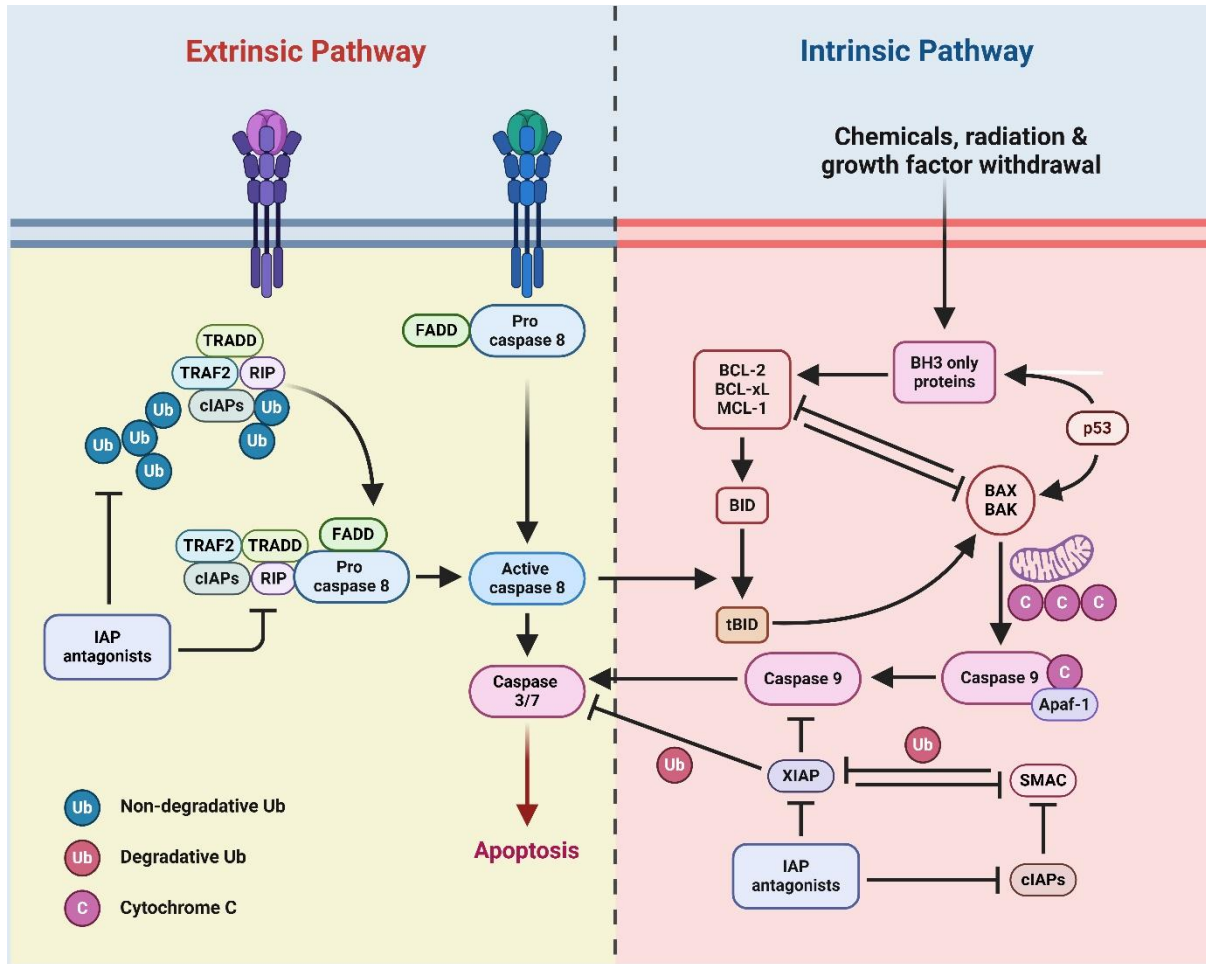 Extrinsic Pathway
Intrinsic Pathway
Chemicals, radiation &
growth factor withdrawal
FADD
Pro
caspase 8
TRADD
TRAF2
RIP
cIAPs
Ub
Ub
Ub
Ub
Ub
Ub
Ub
BCL-2
BCL-xL
MCL-1
BH3 only
proteins
p53
BID
BAX
BAK
FADD
TRAF2
TRADD
cIAPs
RIP
Pro
caspase 8
Active
caspase 8
tBID
C
C
C
IAP
antagonists
Caspase
3/7
Caspase 9
Caspase 9
C
Apaf-1
Ub
Ub
XIAP
SMAC
Ub
Non-degradative Ub
Ub
Degradative Ub
C
Cytochrome C
Apoptosis
IAP
antagonists
cIAPs